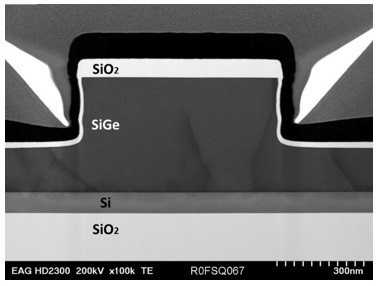 SiO₂
SiGe
Si
SiO₂
EAG HD2300 200kV x100k TE R0FSQ067 300nm